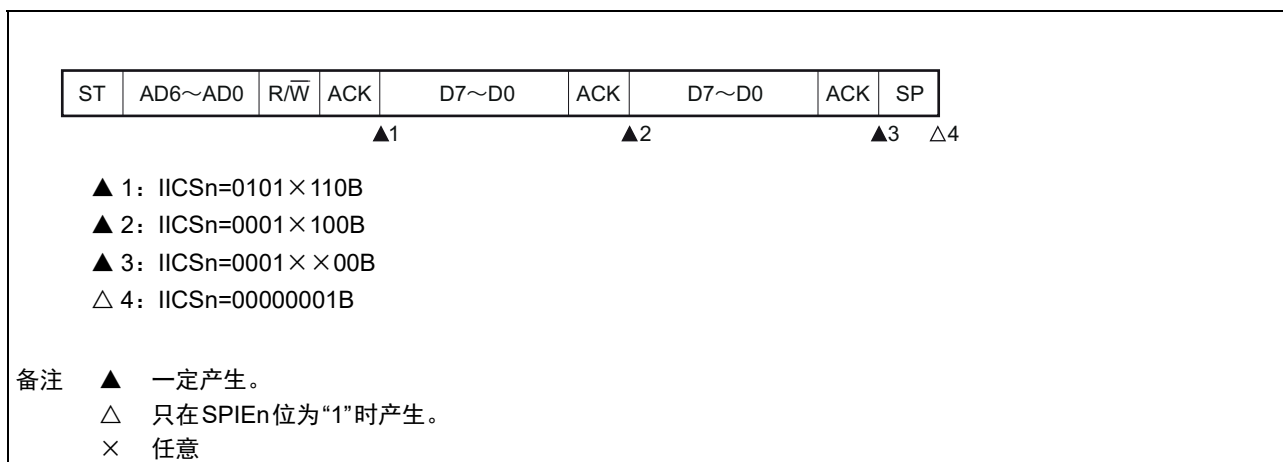 ST AD6～AD0 R/W̅ ACK D7～D0 ACK D7～D0 ACK SP
▲1 ▲2 ▲3 △4
▲ 1：IICSn=0101×110B
▲ 2：IICSn=0001×100B
▲ 3：IICSn=0001××00B
△ 4：IICSn=00000001B
备注 ▲ 一定产生。
△ 只在SPIEn位为“1”时产生。
× 任意